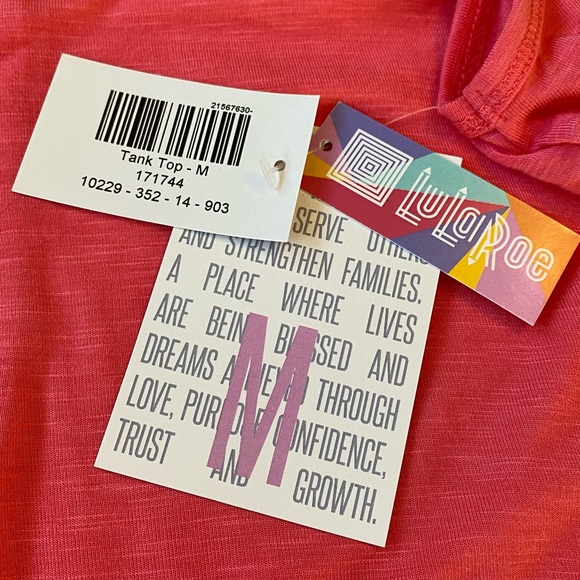 21567630-
Tank Top - M
171744
10229 - 352 - 14 - 903
LuLaRoe
SERVE OTHERS
AND STRENGTHEN FAMILIES.
A PLACE WHERE LIVES
ARE BEING BLESSED AND
DREAMS THROUGH
LOVE, PURPOSE, CONFIDENCE,
TRUST AND GROWTH.
M